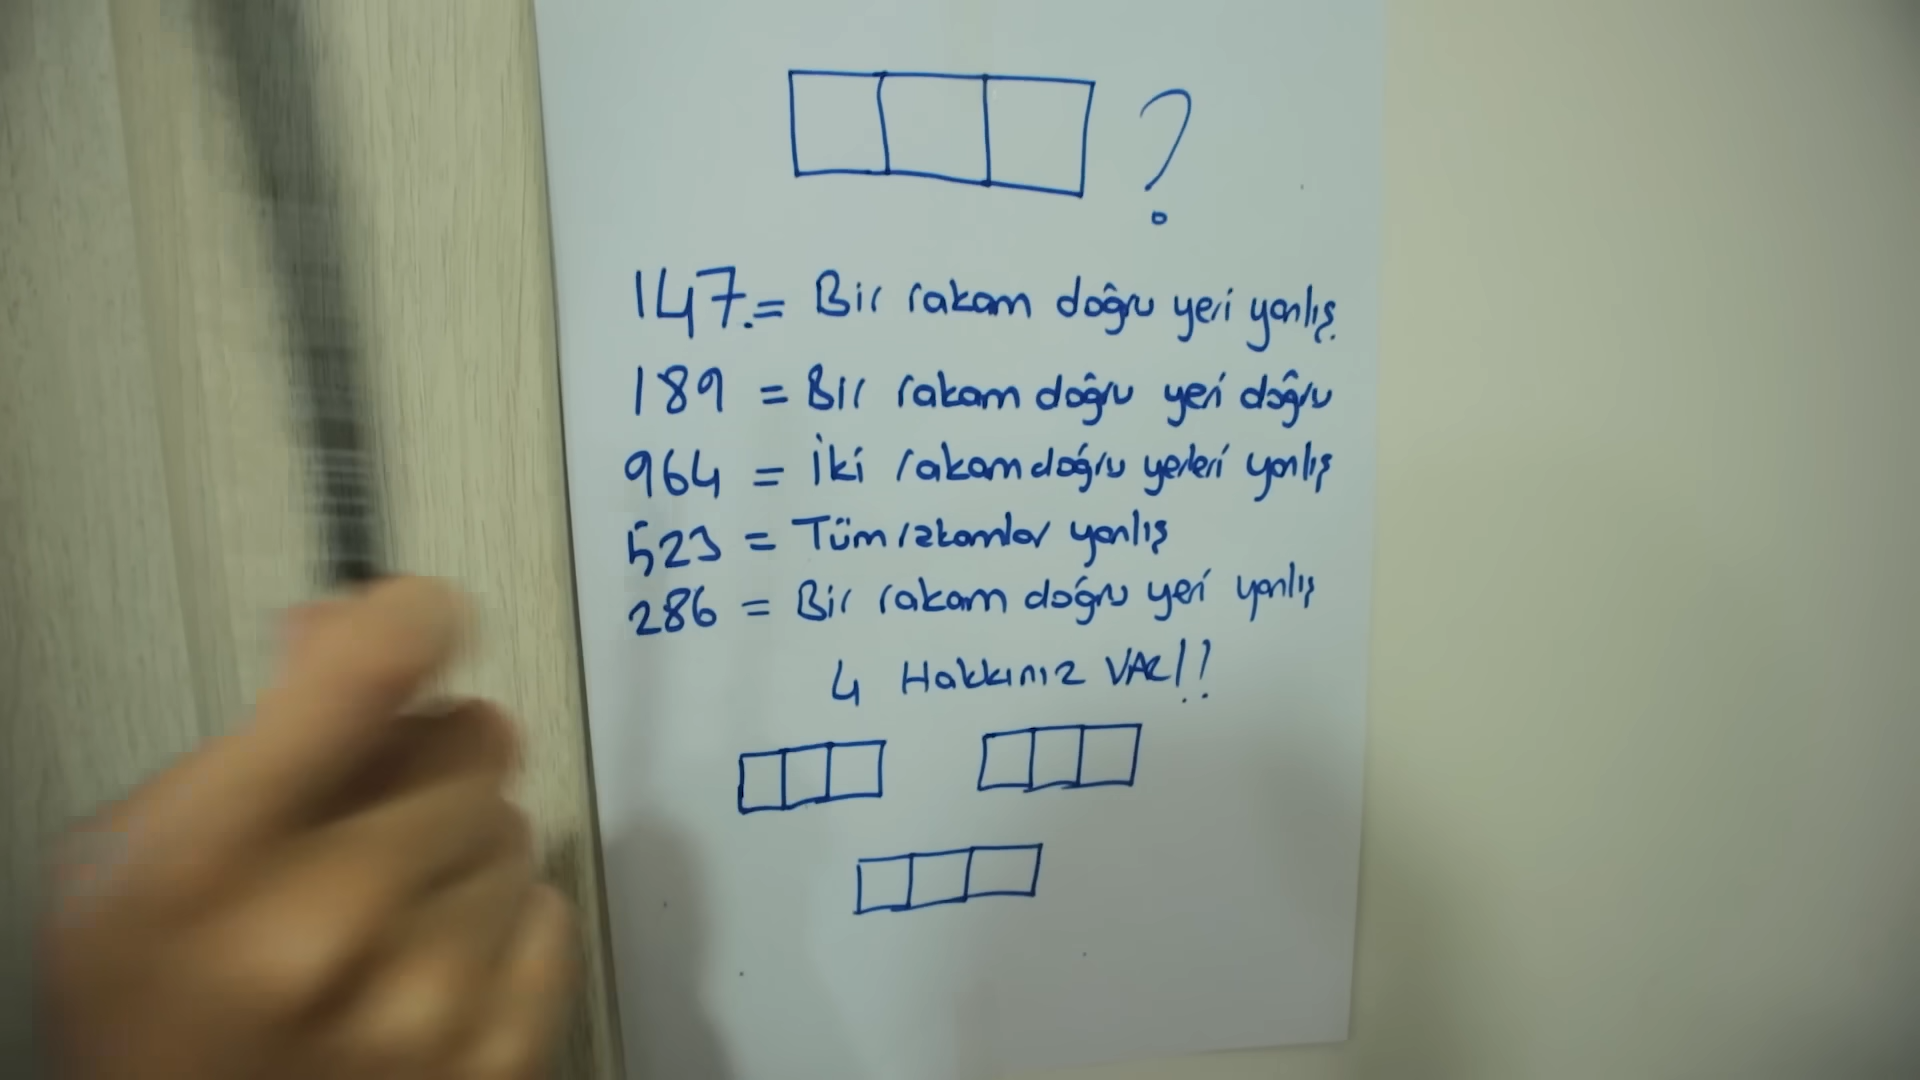 ?
147.= Bir rakam doğru yeri yanlış.
189 = Bir rakam doğru yeri doğru
964 = İki rakam doğru yerleri yanlış
523 = Tüm rakamlar yanlış
286 = Bir rakam doğru yeri yanlış
4 Hakkınız VAR!!